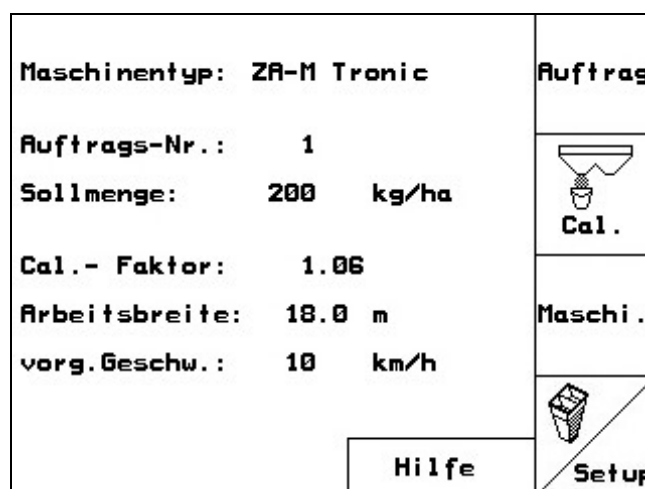 Maschinentyp: ZA-M Tronic
Auftrags-Nr.: 1
Sollmenge: 200 kg/ha
Cal.- Faktor: 1.06
Arbeitsbreite: 18.0 m
vorg.Geschw.: 10 km/h
Hilfe
Auftrag
Cal.
Maschi.
Setup